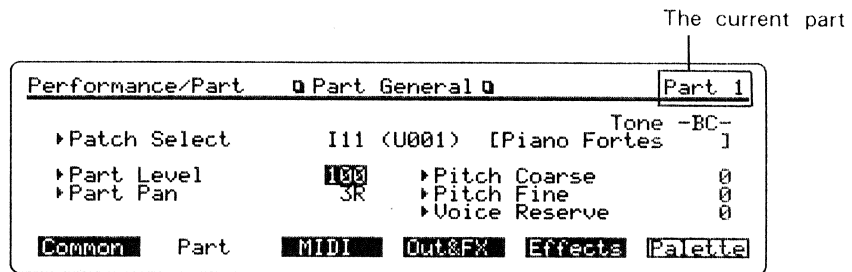 The current part
Performance/Part Part General Part 1
Tone -BC-
▸Patch Select I11 (U001) [Piano Fortes ]
▸Part Level 100 ▸Pitch Coarse 0
▸Part Pan 3R ▸Pitch Fine 0
▸Voice Reserve 0
Common Part MIDI Out&FX Effects Palette